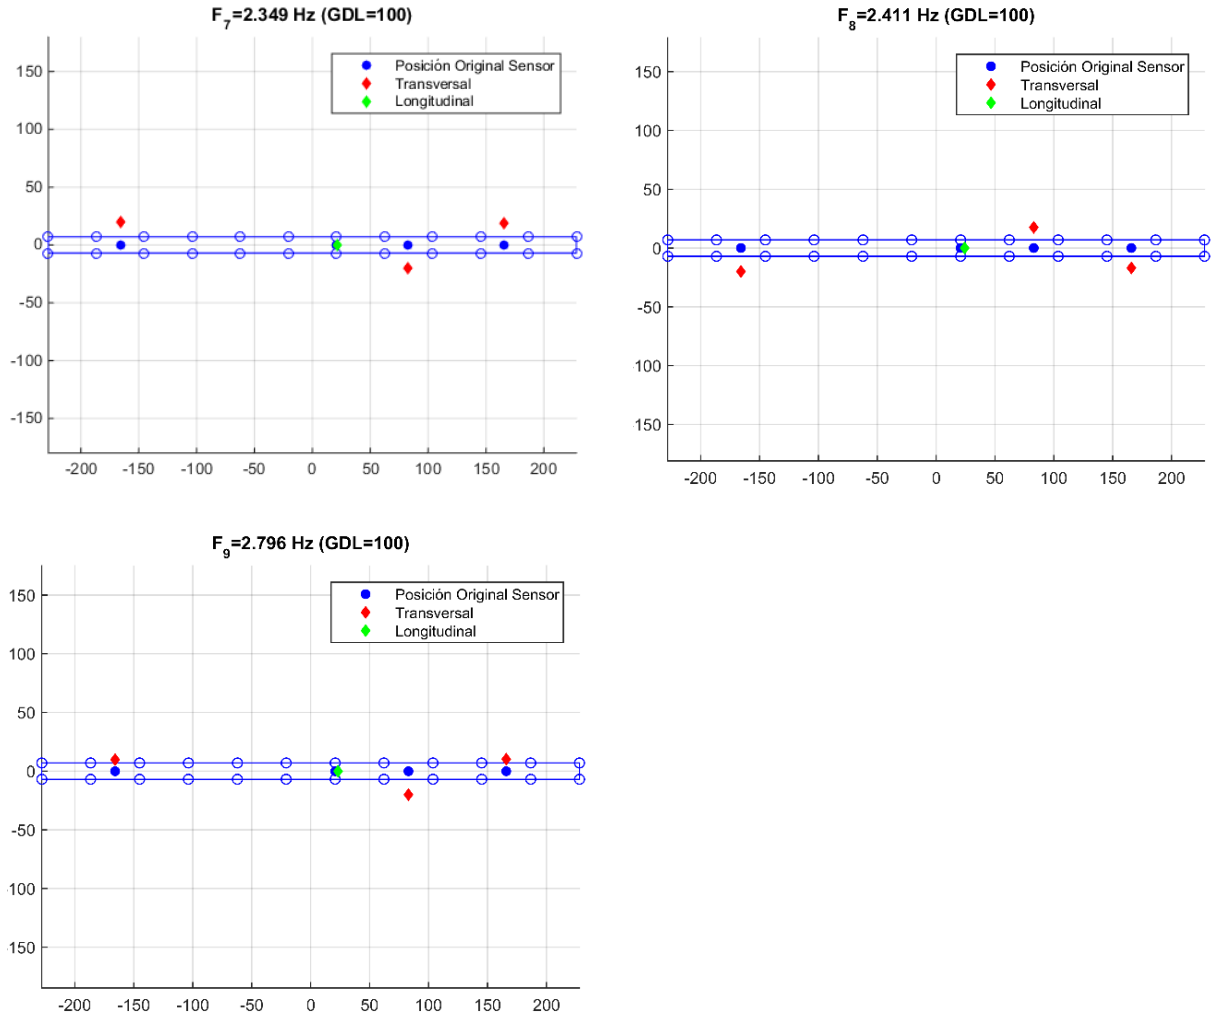 F7=2.349 Hz (GDL=100)
Posición Original Sensor
Transversal
Longitudinal
150
100
50
0
-50
-100
-150
-200 -150 -100 -50 0 50 100 150 200
F8=2.411 Hz (GDL=100)
Posición Original Sensor
Transversal
Longitudinal
150
100
50
0
-50
100
150
-200 -150 -100 -50 0 50 100 150 200
F9=2.796 Hz (GDL=100)
Posición Original Sensor
Transversal
Longitudinal
150
100
50
0
-50
100
150
-200 -150 -100 -50 0 50 100 150 200